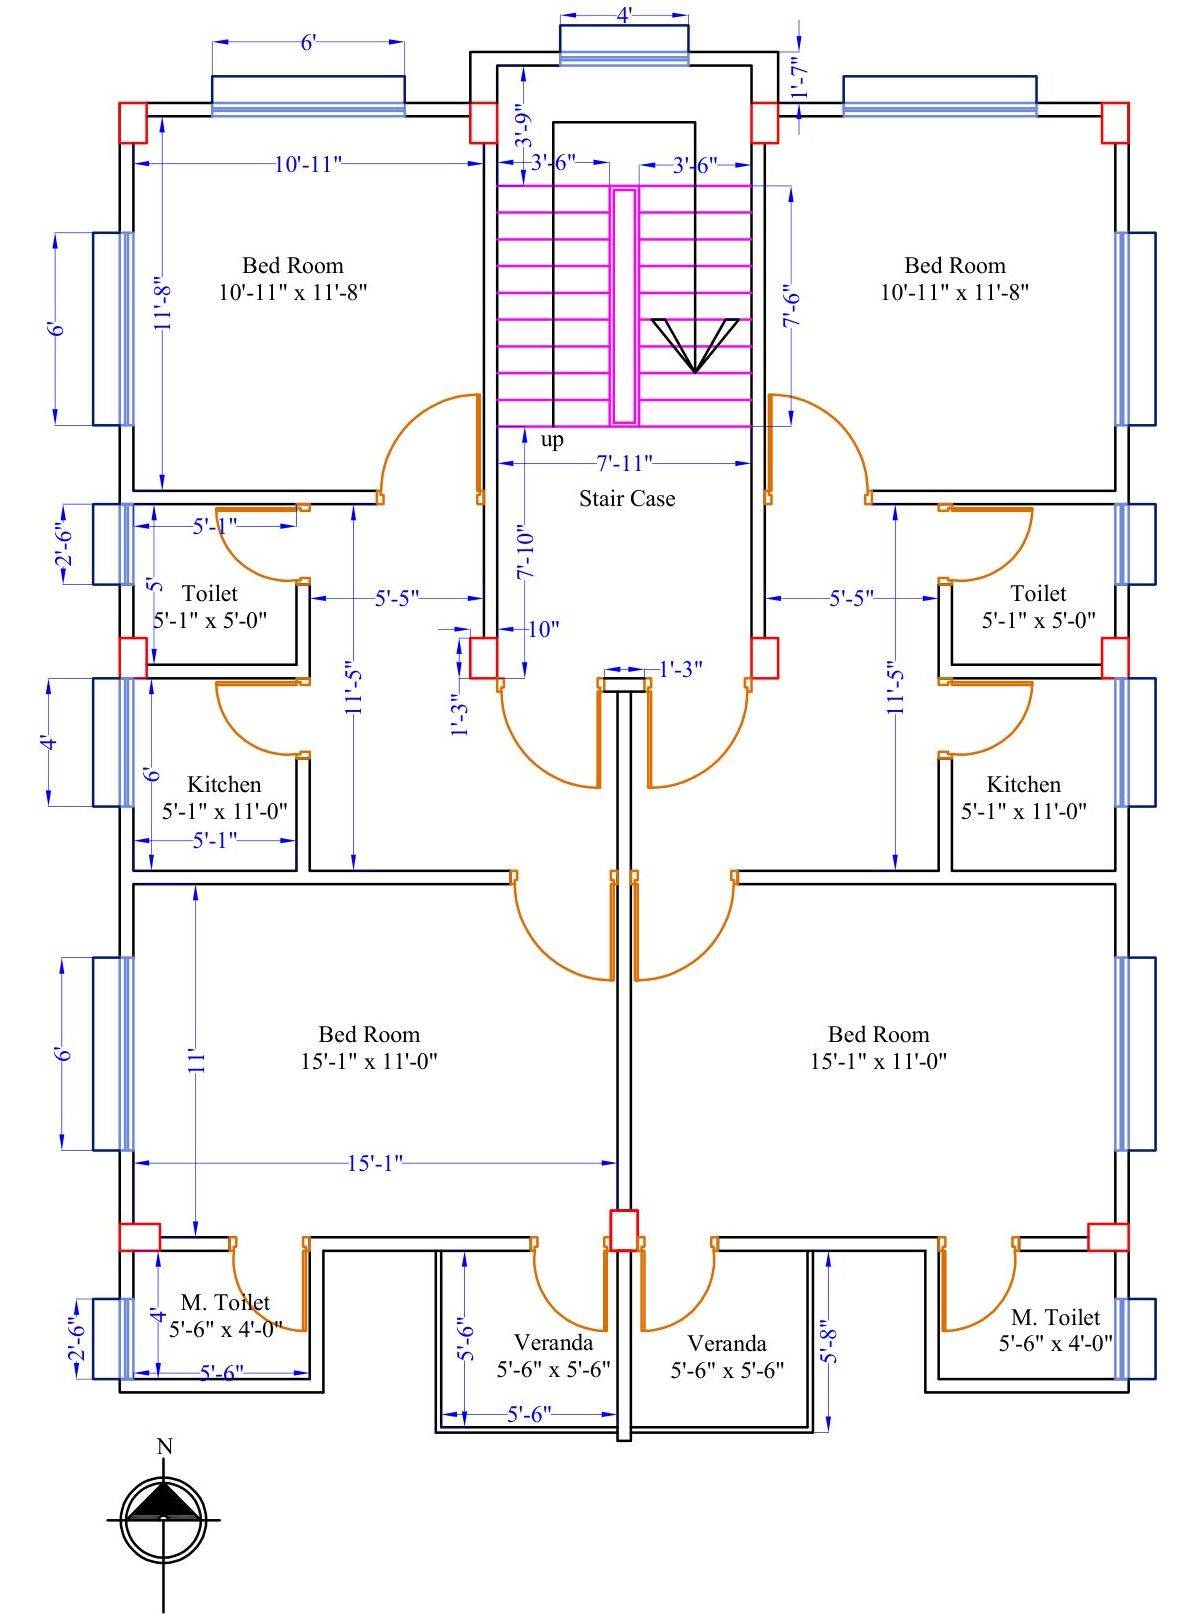 4'
6'
1'-7"
3'-9"
10'-11"
3'-6"
3'-6"
Bed Room
10'-11" x 11'-8"
Bed Room
10'-11" x 11'-8"
11'-8"
6'
7'-6"
up
7'-11"
Stair Case
5'-1"
2'-6"
5'
7'-10"
Toilet
5'-1" x 5'-0"
5'-5"
5'-5"
Toilet
5'-1" x 5'-0"
10"
1'-3"
11'-5"
11'-5"
1'-3"
4'
6'
Kitchen
5'-1" x 11'-0"
5'-1"
Kitchen
5'-1" x 11'-0"
Bed Room
15'-1" x 11'-0"
Bed Room
15'-1" x 11'-0"
6'
11'
15'-1"
M. Toilet
5'-6" x 4'-0"
4'
2'-6"
5'-6"
5'-6"
Veranda
5'-6" x 5'-6"
Veranda
5'-6" x 5'-6"
5'-8"
M. Toilet
5'-6" x 4'-0"
5'-6"
N